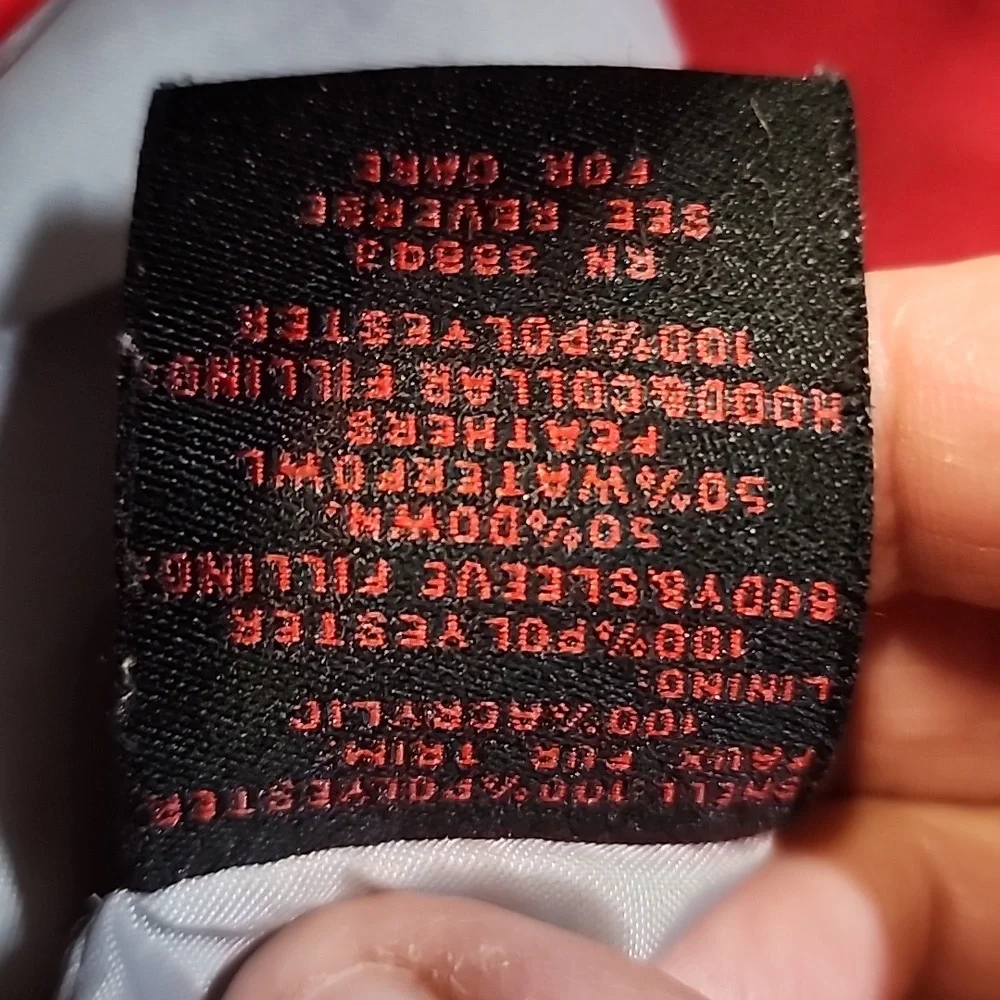 SHELL 100%POLYESTER
FAUX FUR TRIM
100%ACRYLIC
LINING:
100%POLYESTER
BODY&SLEEVE FILLING:
50%DOWN,
50%WATERFOWL
FEATHERS
HOOD&COLLAR FILLING:
100%POLYESTER
RN
SEE REVERSE
FOR CARE